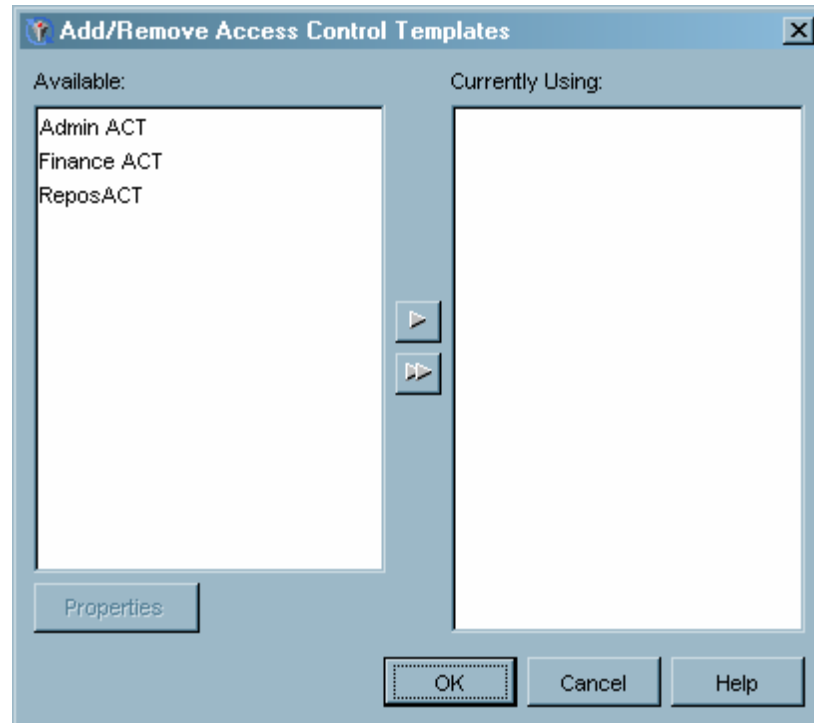 Add/Remove Access Control Templates
Available:
Currently Using:
Admin ACT
Finance ACT
ReposACT
Properties
OK
Cancel
Help